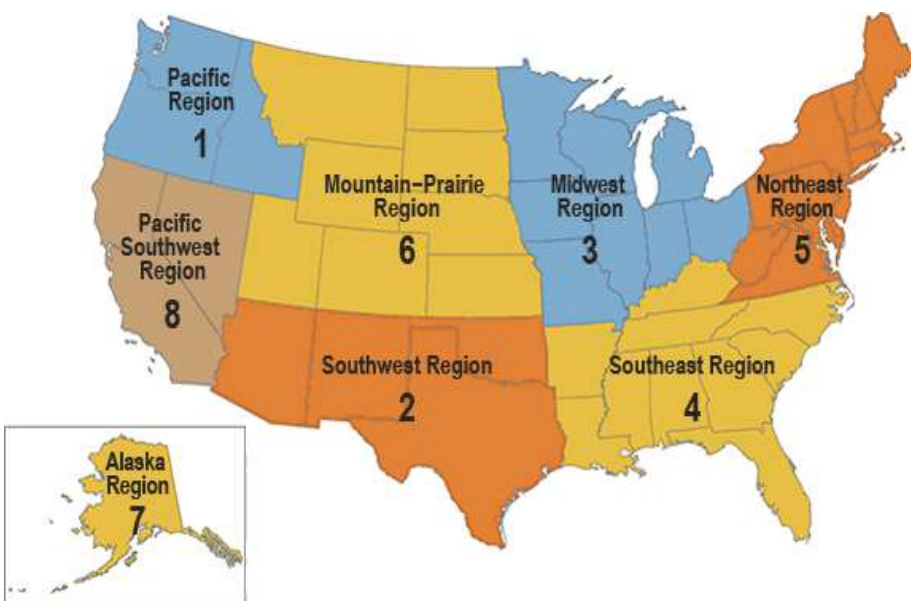 Pacific
Region
1
Mountain-Prairie
Region
6
Midwest
Region
3
Northeast
Region
5
Pacific
Southwest
Region
8
Southwest Region
2
Southeast Region
4
Alaska
Region
7